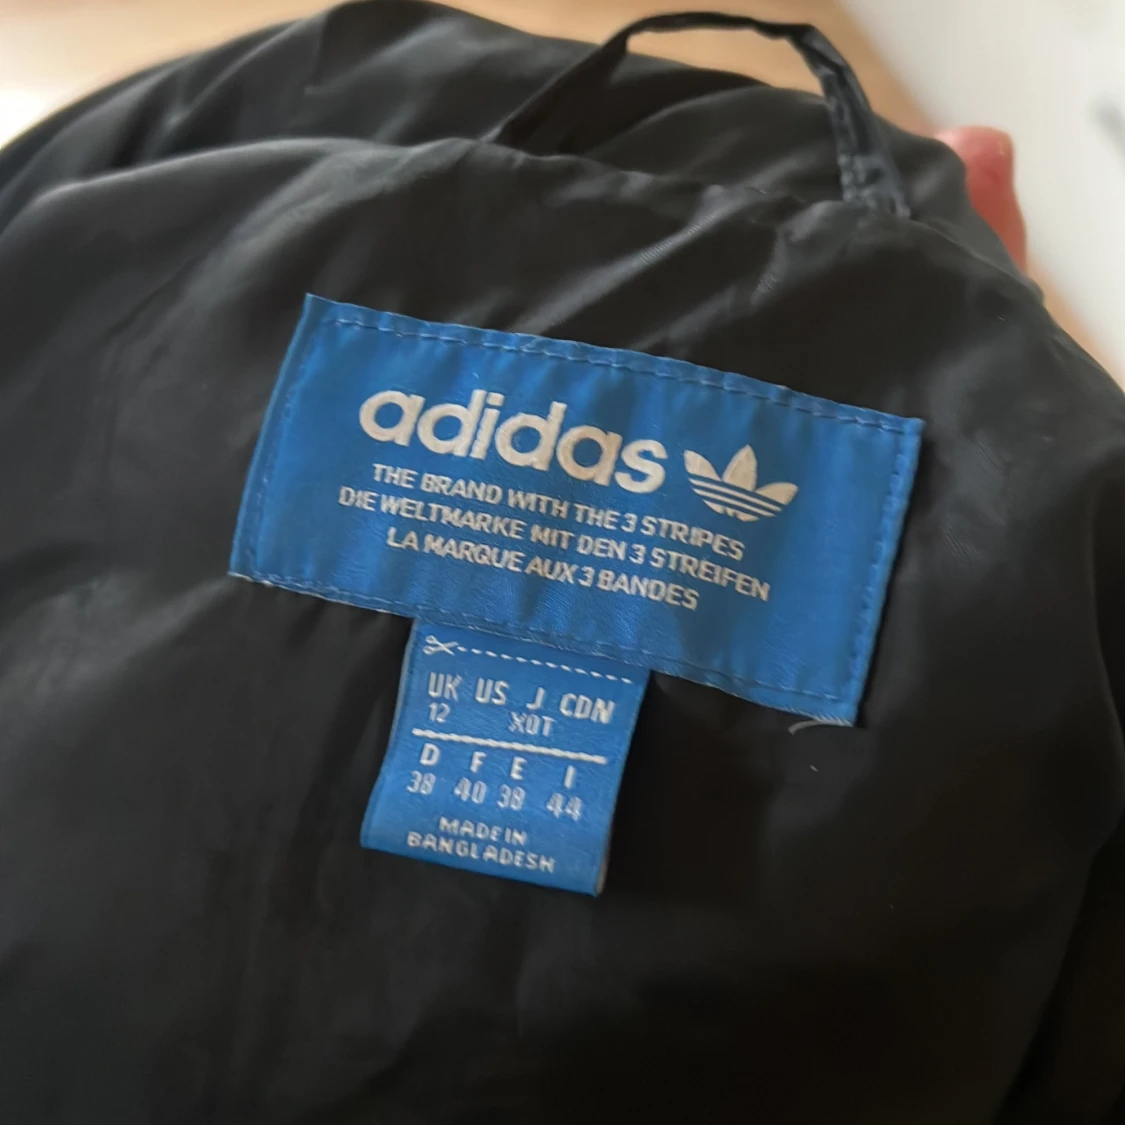 adidas
THE BRAND WITH THE 3 STRIPES
DIE WELTMARKE MIT DEN 3 STREIFEN
LA MARQUE AUX 3 BANDES
UK US J CDN
12 XOT
D F E I
38 40 38 44
MADE IN
BANGLADESH